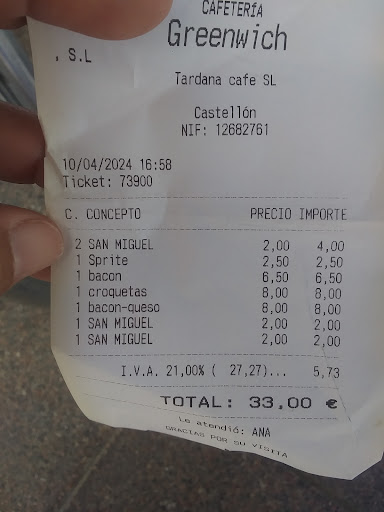 CAFETERÍA
Greenwich
, S.L
Tardana cafe SL
Castellón
NIF: 12682761
10/04/2024 16:58
Ticket: 73900
C. CONCEPTO PRECIO IMPORTE
2 SAN MIGUEL 2,00 4,00
1 Sprite 2,50 2,50
1 bacon 6,50 6,50
1 croquetas 8,00 8,00
1 bacon-queso 8,00 8,00
1 SAN MIGUEL 2,00 2,00
1 SAN MIGUEL 2,00 2,00
I.V.A. 21,00% ( 27,27)... 5,73
TOTAL: 33,00 €
Le atendió: ANA
GRACIAS POR SU VISITA